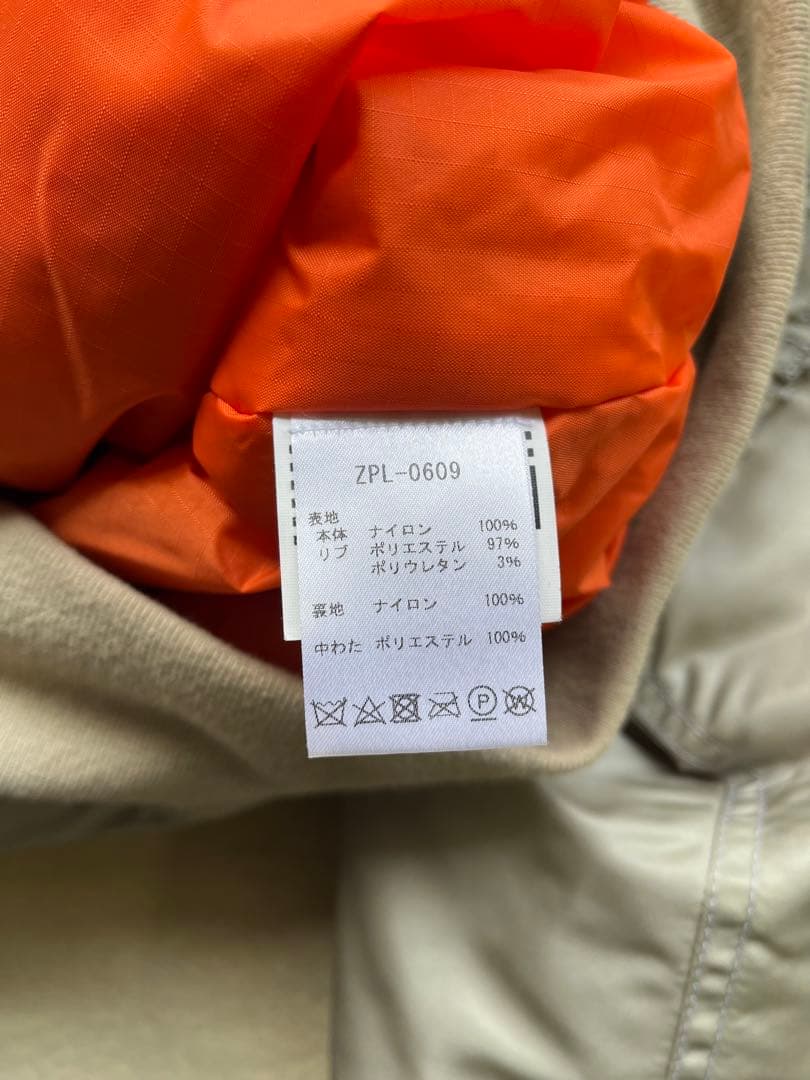 ZPL-0609
表地
本体 ナイロン 100%
リブ ポリエステル 97%
ポリウレタン 3%
裏地 ナイロン 100%
中わた ポリエステル 100%
P W